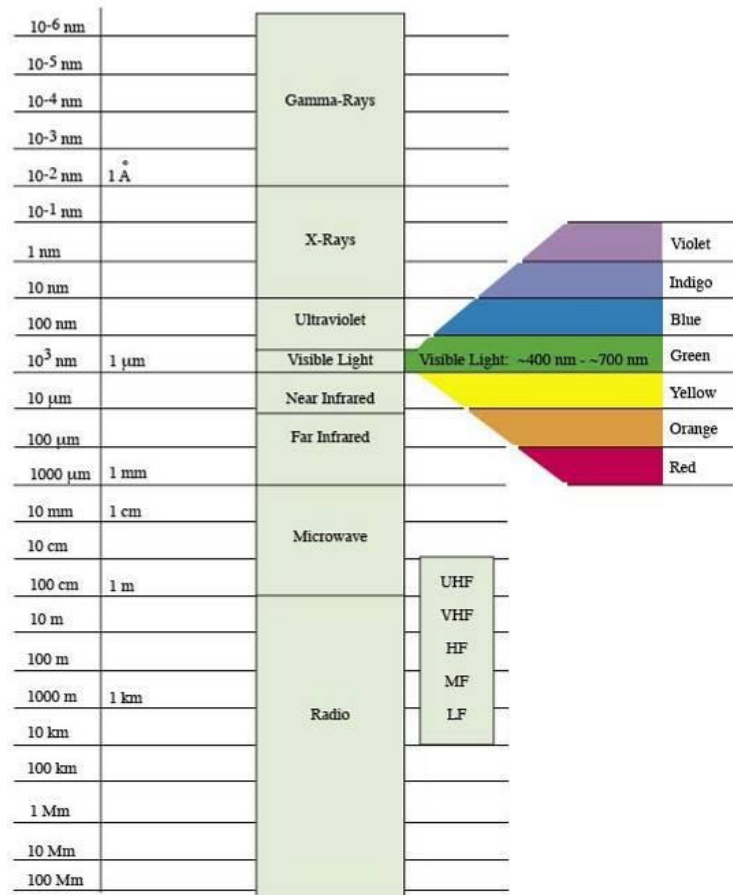 10-6 nm
10-5 nm
10-4 nm
Gamma-Rays
10-3 nm
10-2 nm 1 Å
10-1 nm
X-Rays
Violet
1 nm
Indigo
10 nm
Ultraviolet
Blue
100 nm
103 nm 1 μm Visible Light Visible Light: ~400 nm - ~700 nm Green
10 μm Near Infrared Yellow
Orange
100 μm Far Infrared
Red
1000 μm 1 mm
10 mm 1 cm
Microwave
10 cm
100 cm 1 m UHF
10 m VHF
HF
100 m
MF
1000 m 1 km
Radio LF
10 km
100 km
1 Mm
10 Mm
100 Mm